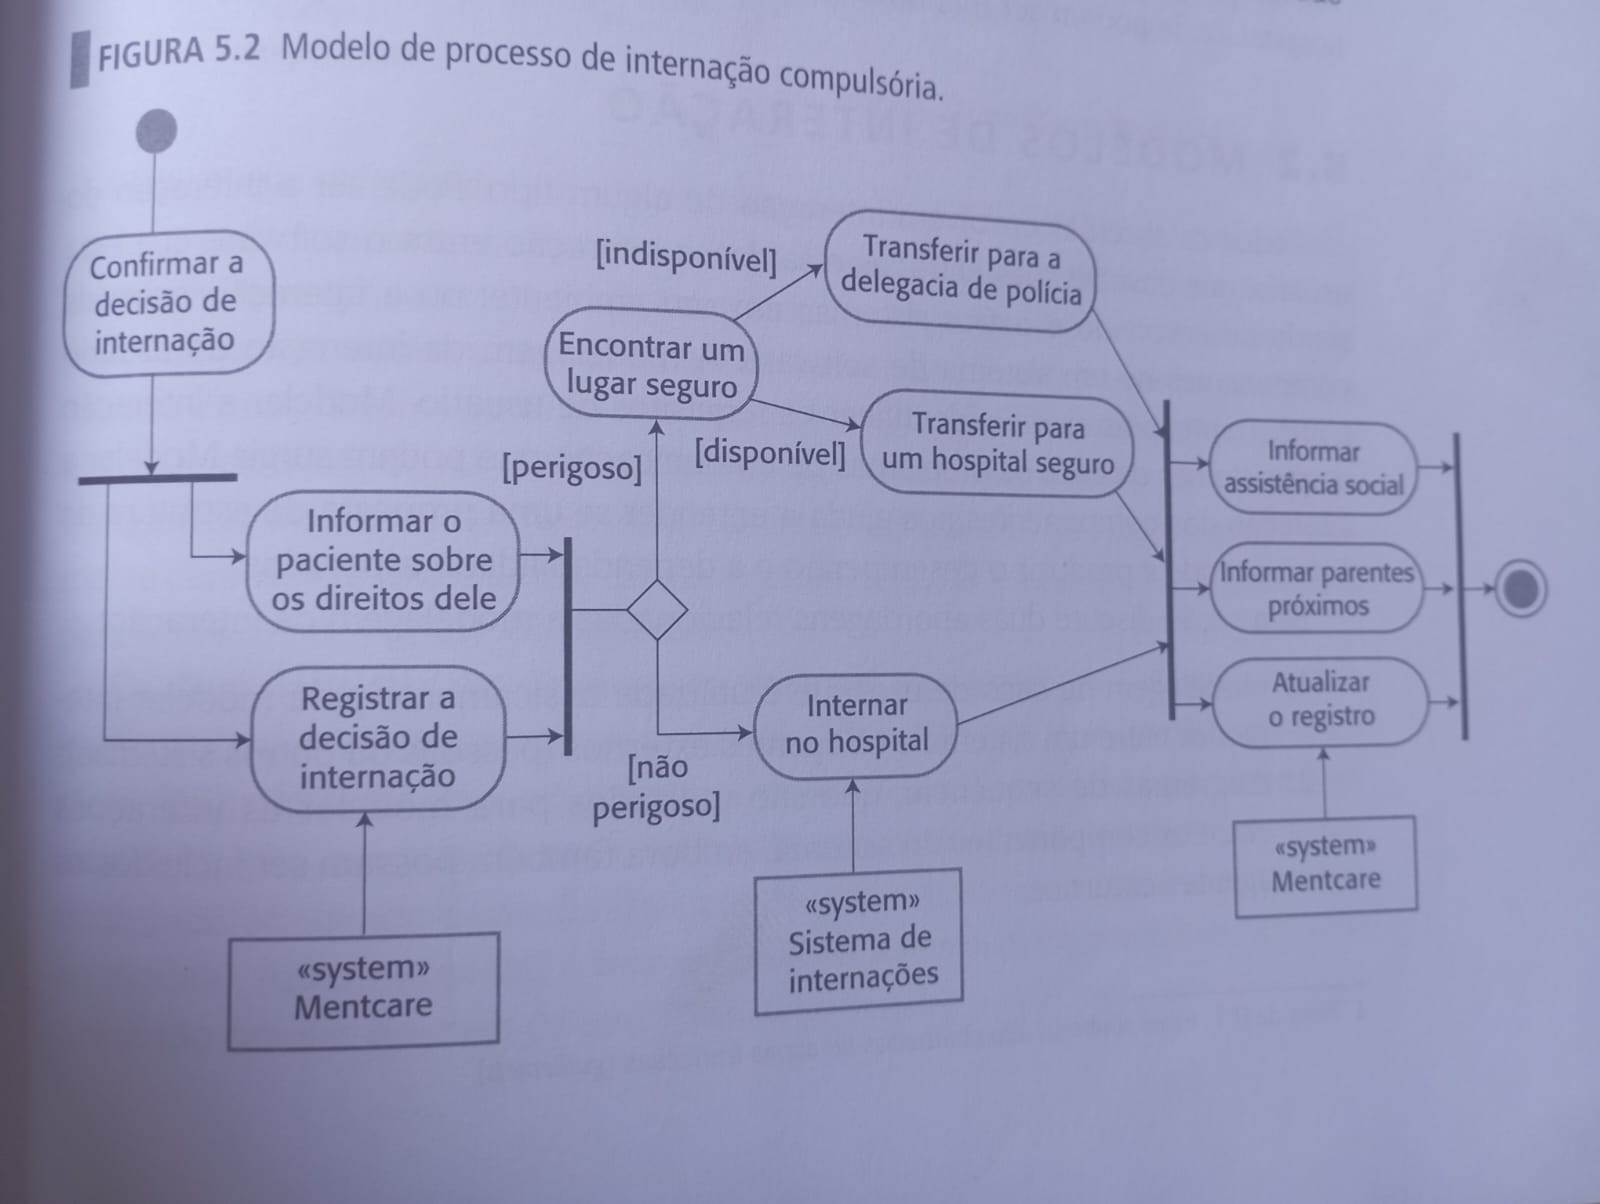 FIGURA 5.2 Modelo de processo de internação compulsória.
Confirmar a
decisão de
internação
Informar o
paciente sobre
os direitos dele
Registrar a
decisão de
internação
«system»
Mentcare
[perigoso]
[não
perigoso]
Encontrar um
lugar seguro
[indisponível]
[disponível]
Transferir para a
delegacia de polícia
Transferir para
um hospital seguro
Internar
no hospital
«system»
Sistema de
internações
Informar
assistência social
Informar parentes
próximos
Atualizar
o registro
«system»
Mentcare